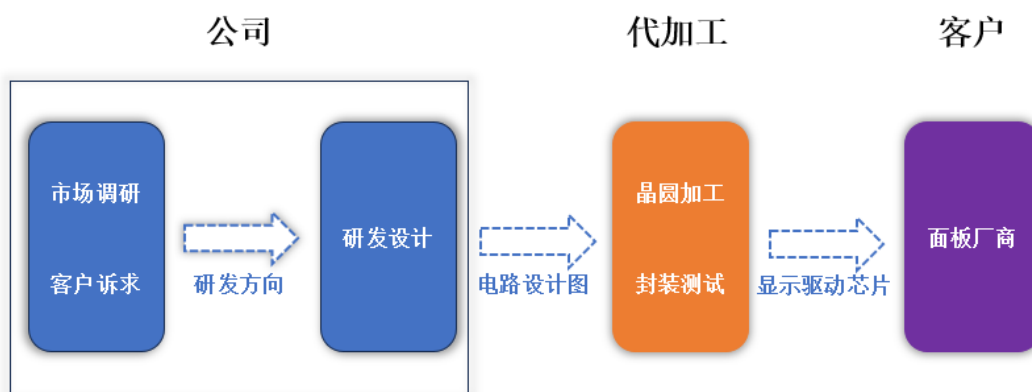 公司
代加工
客户
市场调研
客户诉求
研发方向
研发设计
电路设计图
晶圆加工
封装测试
显示驱动芯片
面板厂商